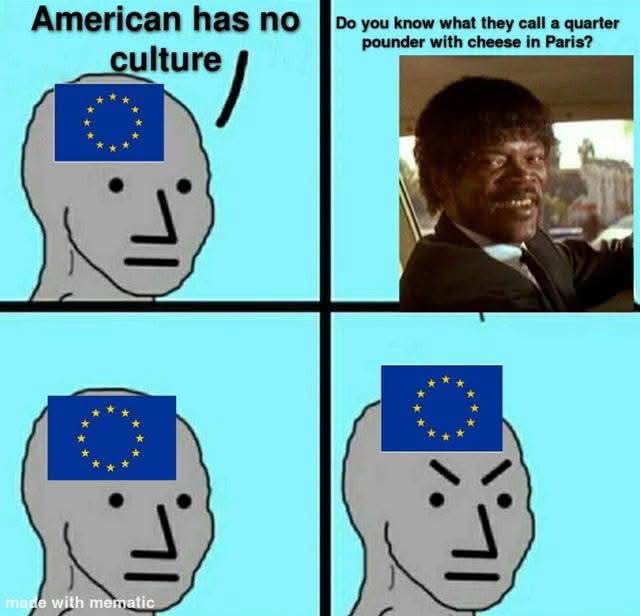 American has no
culture
Do you know what they call a quarter
pounder with cheese in Paris?
made with mematic